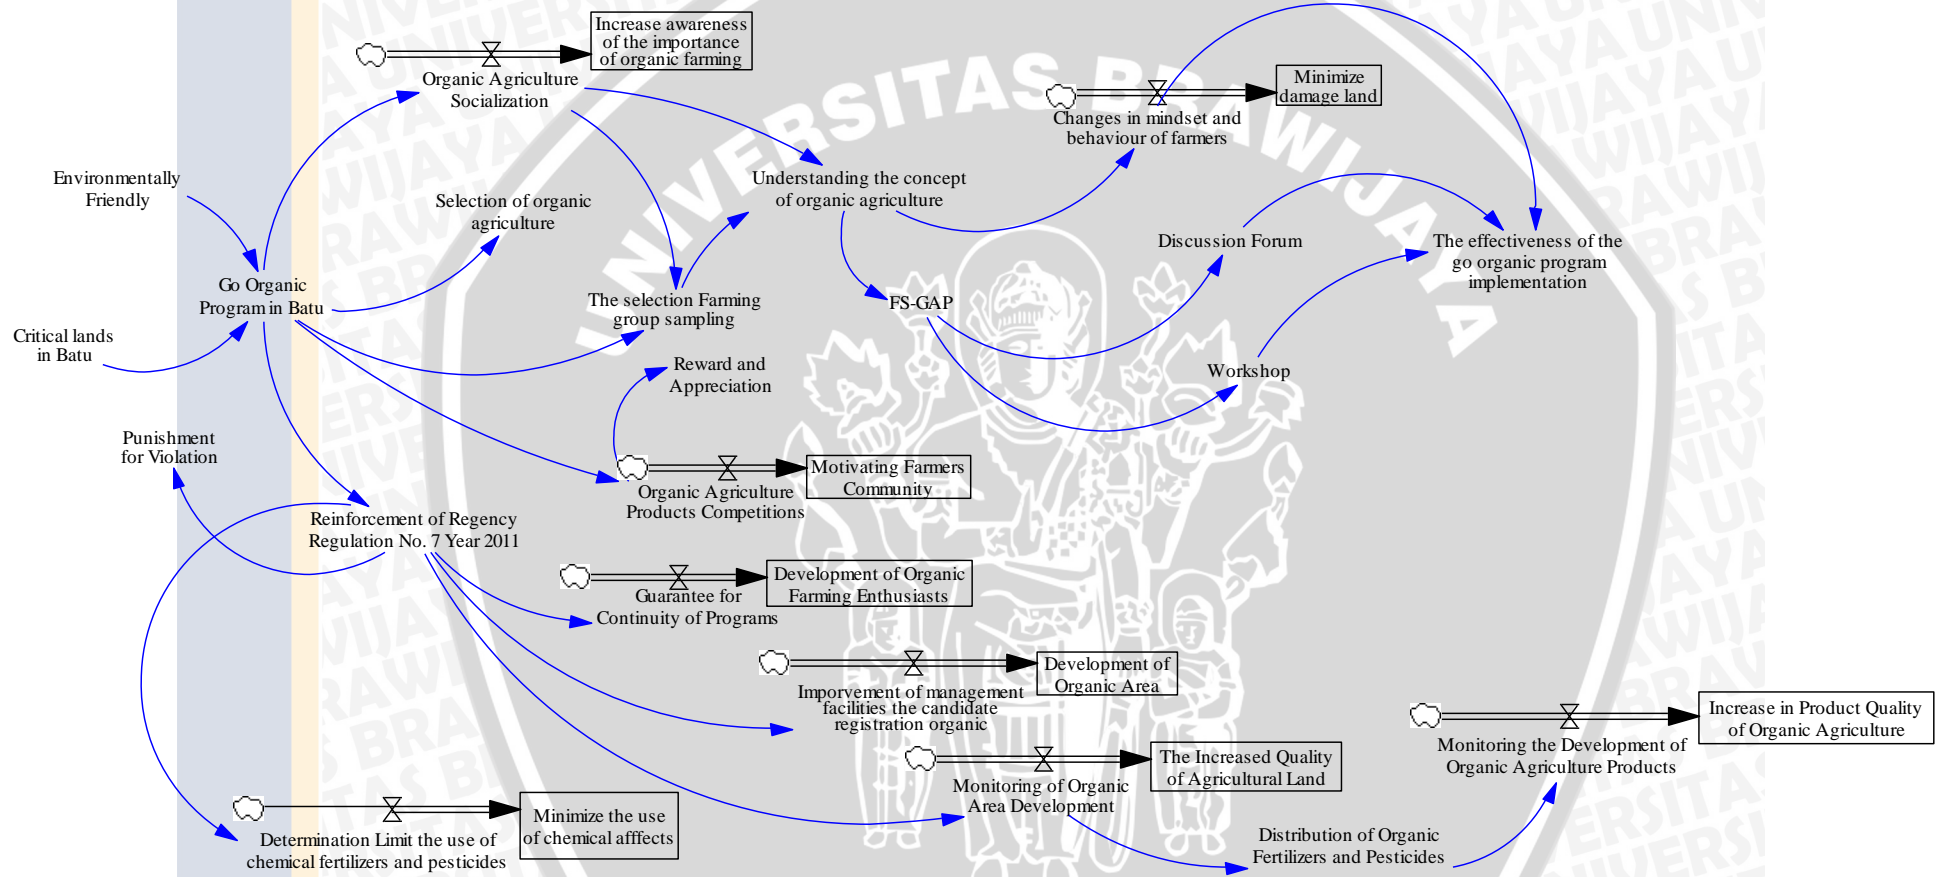 Increase awareness
of the importance
of organic farming
Organic Agriculture
Socialization
Minimize
damage land
Changes in mindset and
behaviour of farmers
Environmentally
Friendly
Selection of organic
agriculture
Understanding the concept
of organic agriculture
Discussion Forum
The effectiveness of the
go organic program
implementation
Go Organic
Program in Batu
The selection Farming
group sampling
FS-GAP
Critical lands
in Batu
Reward and
Appreciation
Workshop
Punishment
for Violation
Motivating Farmers
Community
Organic Agriculture
Products Competitions
Reinforcement of Regency
Regulation No. 7 Year 2011
Development of Organic
Farming Enthusiasts
Guarantee for
Continuity of Programs
Development of
Organic Area
Imporvement of management
facilities the candidate
registration organic
Increase in Product Quality
of Organic Agriculture
Monitoring the Development of
Organic Agriculture Products
The Increased Quality
of Agricultural Land
Monitoring of Organic
Area Development
Minimize the use
of chemical afffects
Determination Limit the use of
chemical fertilizers and pesticides
Distribution of Organic
Fertilizers and Pesticides
UNIVERSITAS BRAWIJAYA